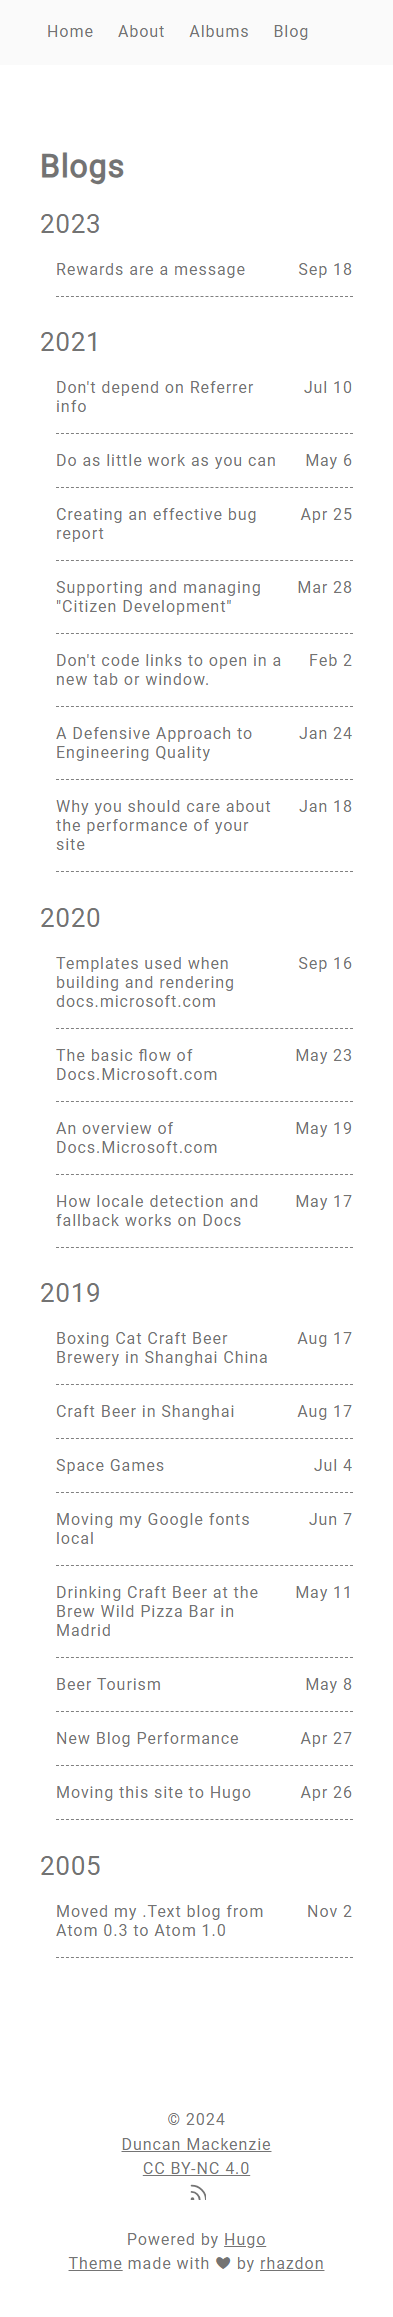 Home About Albums Blog
Blogs
2023
Rewards are a message Sep 18
2021
Don't depend on Referrer Jul 10
info
Do as little work as you can May 6
Creating an effective bug Apr 25
report
Supporting and managing Mar 28
"Citizen Development"
Don't code links to open in a Feb 2
new tab or window.
A Defensive Approach to Jan 24
Engineering Quality
Why you should care about Jan 18
the performance of your
site
2020
Templates used when Sep 16
building and rendering
docs.microsoft.com
The basic flow of May 23
Docs.Microsoft.com
An overview of May 19
Docs.Microsoft.com
How locale detection and May 17
fallback works on Docs
2019
Boxing Cat Craft Beer Aug 17
Brewery in Shanghai China
Craft Beer in Shanghai Aug 17
Space Games Jul 4
Moving my Google fonts Jun 7
local
Drinking Craft Beer at the May 11
Brew Wild Pizza Bar in
Madrid
Beer Tourism May 8
New Blog Performance Apr 27
Moving this site to Hugo Apr 26
2005
Moved my .Text blog from Nov 2
Atom 0.3 to Atom 1.0
© 2024
Duncan Mackenzie
CC BY-NC 4.0
Powered by Hugo
Theme made with ❤ by rhazdon